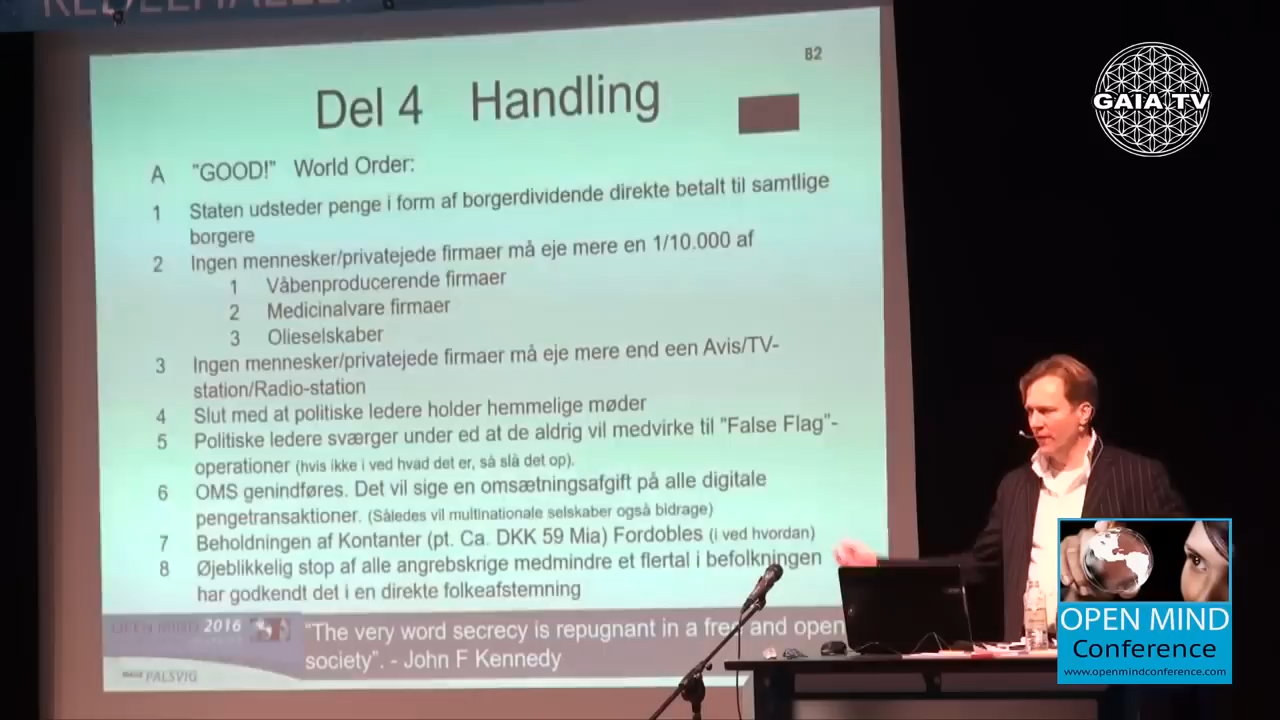 82
Del 4 Handling
A "GOOD!" World Order:
1 Staten udsteder penge i form af borgerdividende direkte betalt til samtlige
borgere
2 Ingen mennesker/privatejede firmaer må eje mere en 1/10.000 af
1 Våbenproducerende firmaer
2 Medicinalvare firmaer
3 Olieselskaber
3 Ingen mennesker/privatejede firmaer må eje mere end een Avis/TV-
station/Radio-station
4 Slut med at politiske ledere holder hemmelige møder
5 Politiske ledere sværger under ed at de aldrig vil medvirke til "False Flag"-
operationer (hvis ikke i ved hvad det er, så slå det op).
6 OMS genindføres. Det vil sige en omsætningsafgift på alle digitale
pengetransaktioner. (Således vil multinationale selskaber også bidrage)
7 Beholdningen af Kontanter (pt. Ca. DKK 59 Mia) Fordobles (i ved hvordan)
8 Øjeblikkelig stop af alle angrebskrige medmindre et flertal i befolkningen
har godkendt det i en direkte folkeafstemning
OPEN MIND 2016
"The very word secrecy is repugnant in a free and open
society". - John F Kennedy
PALSVIG
GAIA TV
OPEN MIND
Conference
www.openmindconference.com